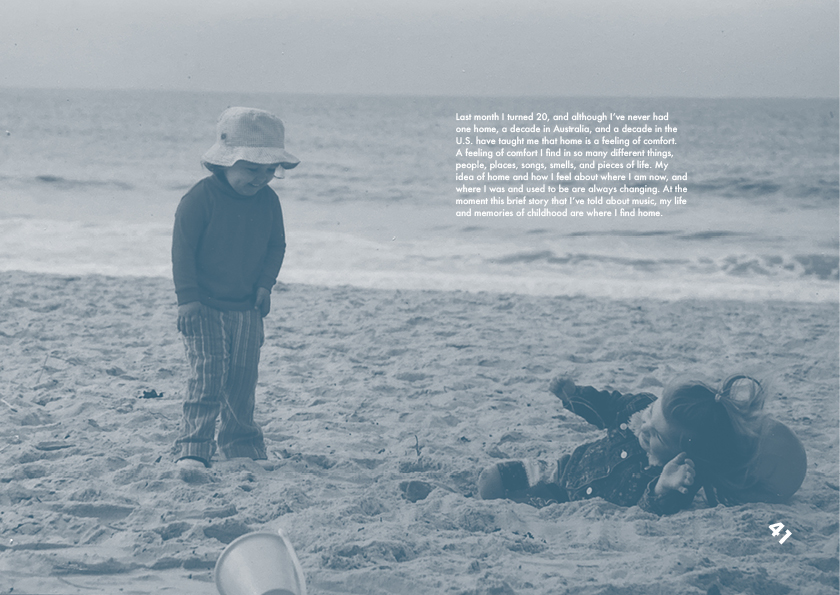 Last month I turned 20, and although I've never had
one home, a decade in Australia, and a decade in the
U.S. have taught me that home is a feeling of comfort.
A feeling of comfort I find in so many different things,
people, places, songs, smells, and pieces of life. My
idea of home and how I feel about where I am now, and
where I was and used to be are always changing. At the
moment this brief story that I've told about music, my life
and memories of childhood are where I find home.
41